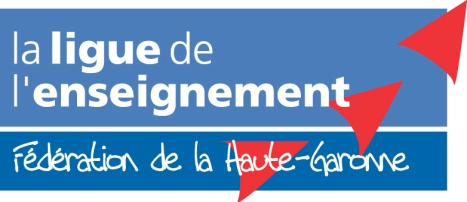 la ligue de
l'enseignement
Fédération de la Haute-Garonne